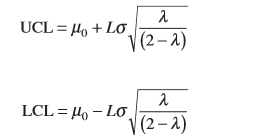 UCL = μ₀ + Lσ√(λ/(2 − λ))
LCL = μ₀ − Lσ√(λ/(2 − λ))